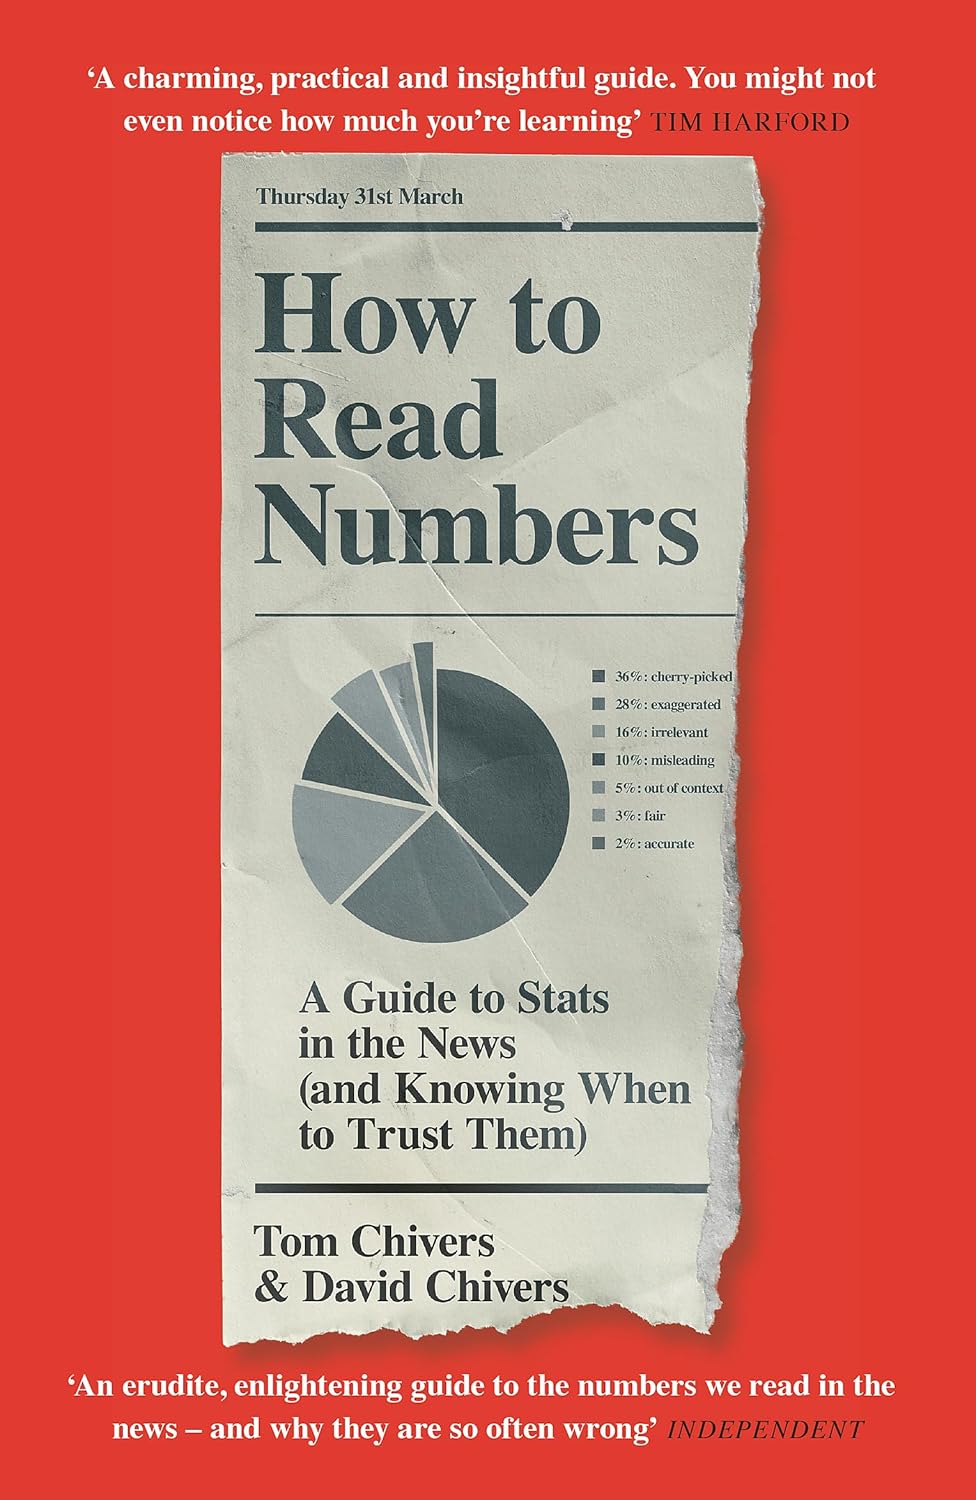 ‘A charming, practical and insightful guide. You might not
even notice how much you’re learning’ TIM HARFORD
Thursday 31st March
How to
Read
Numbers
36%: cherry-picked
28%: exaggerated
16%: irrelevant
10%: misleading
5%: out of context
3%: fair
2%: accurate
A Guide to Stats
in the News
(and Knowing When
to Trust Them)
Tom Chivers
& David Chivers
‘An erudite, enlightening guide to the numbers we read in the
news – and why they are so often wrong’ INDEPENDENT